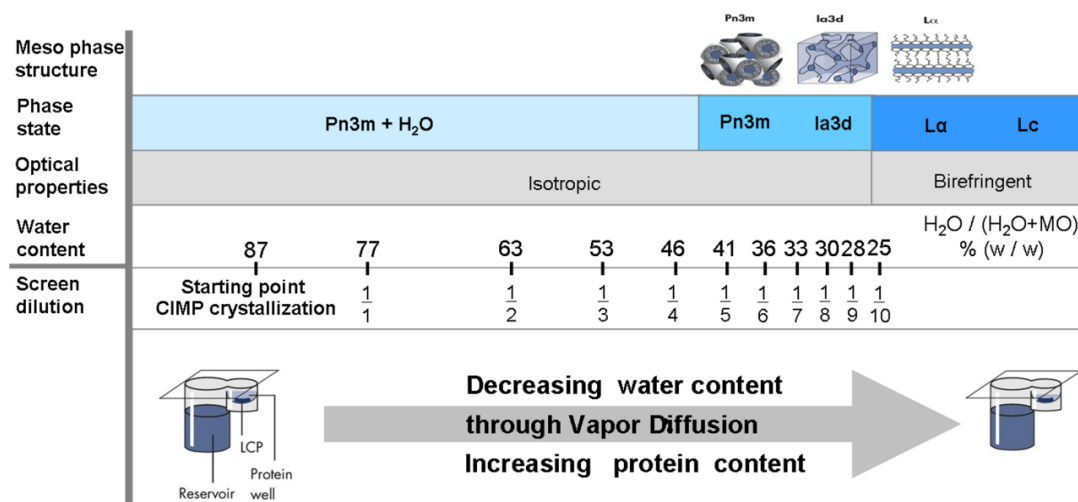 Pn3m
Ia3d
Lα
Meso phase
structure
Phase
state
Pn3m + H₂O
Pn3m
Ia3d
Lα
Lc
Optical
properties
Isotropic
Birefringent
Water
content
87
77
63
53
46
41
36
33
30
28
25
H₂O / (H₂O+MO)
% (w / w)
Screen
dilution
Starting point
CIMP crystallization
1/1
1/2
1/3
1/4
1/5
1/6
1/7
1/8
1/9
1/10
Decreasing water content
through Vapor Diffusion
Increasing protein content
LCP
Protein
well
Reservoir